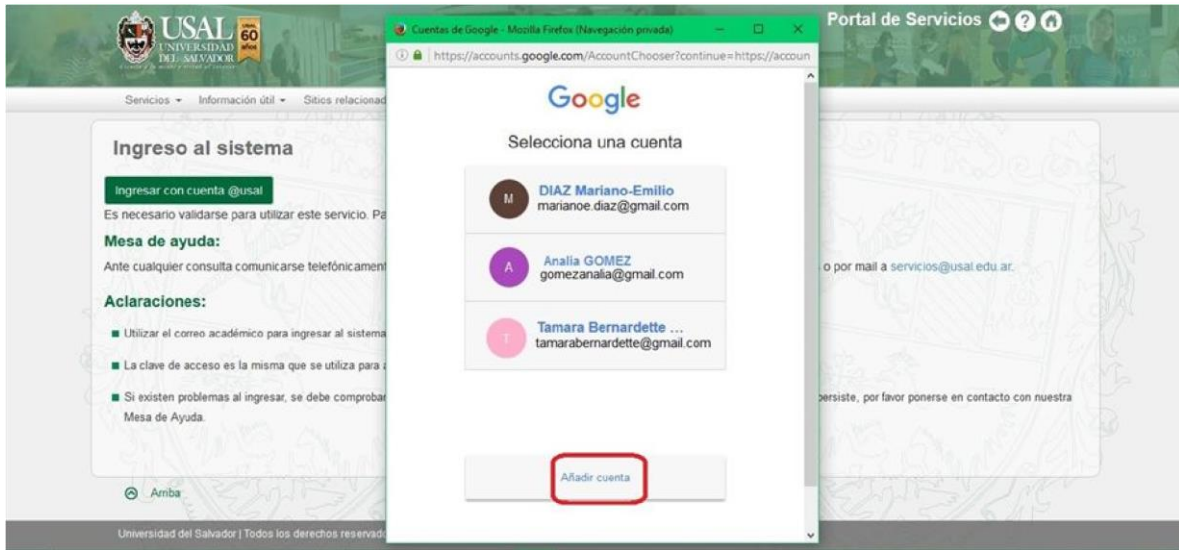 USAL
UNIVERSIDAD
DEL SALVADOR
USAL
60
años
Portal de Servicios
Servicios
Información útil
Sitios relacionad
Ingreso al sistema
Ingresar con cuenta @usal
Es necesario validarse para utilizar este servicio. Pa
Mesa de ayuda:
Ante cualquier consulta comunicarse telefónicament
o por mail a servicios@usal.edu.ar.
Aclaraciones:
Utilizar el correo académico para ingresar al sistema
La clave de acceso es la misma que se utiliza para a
Si existen problemas al ingresar, se debe comprobar
persiste, por favor ponerse en contacto con nuestra
Mesa de Ayuda.
Arriba
Universidad del Salvador | Todos los derechos reservado
Cuentas de Google - Mozilla Firefox (Navegación privada)
https://accounts.google.com/AccountChooser?continue=https://accoun
Google
Selecciona una cuenta
M
DIAZ Mariano-Emilio
marianoe.diaz@gmail.com
A
Analia GOMEZ
gomezanalia@gmail.com
T
Tamara Bernardette ...
tamarabernardette@gmail.com
Añadir cuenta